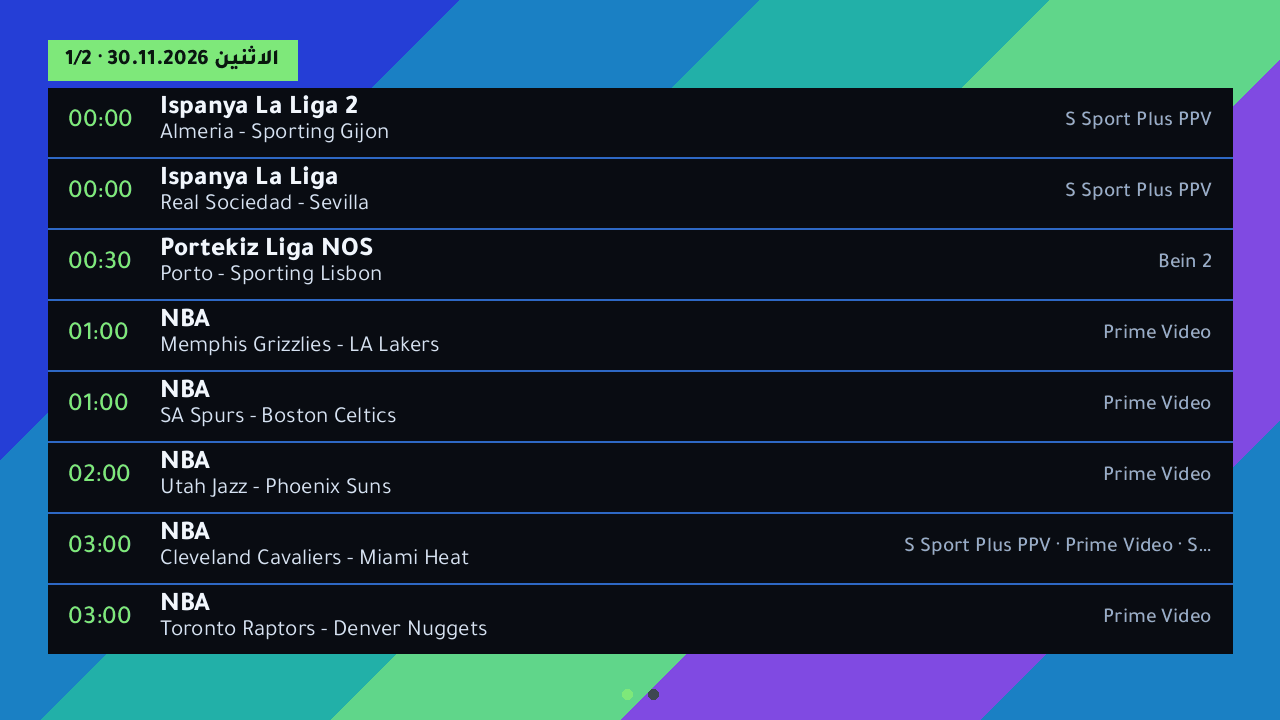 الاثنين 30.11.2026 · 1/2
00:00
Ispanya La Liga 2
Almeria - Sporting Gijon
S Sport Plus PPV
00:00
Ispanya La Liga
Real Sociedad - Sevilla
S Sport Plus PPV
00:30
Portekiz Liga NOS
Porto - Sporting Lisbon
Bein 2
01:00
NBA
Memphis Grizzlies - LA Lakers
Prime Video
01:00
NBA
SA Spurs - Boston Celtics
Prime Video
02:00
NBA
Utah Jazz - Phoenix Suns
Prime Video
03:00
NBA
Cleveland Cavaliers - Miami Heat
S Sport Plus PPV · Prime Video · S...
03:00
NBA
Toronto Raptors - Denver Nuggets
Prime Video